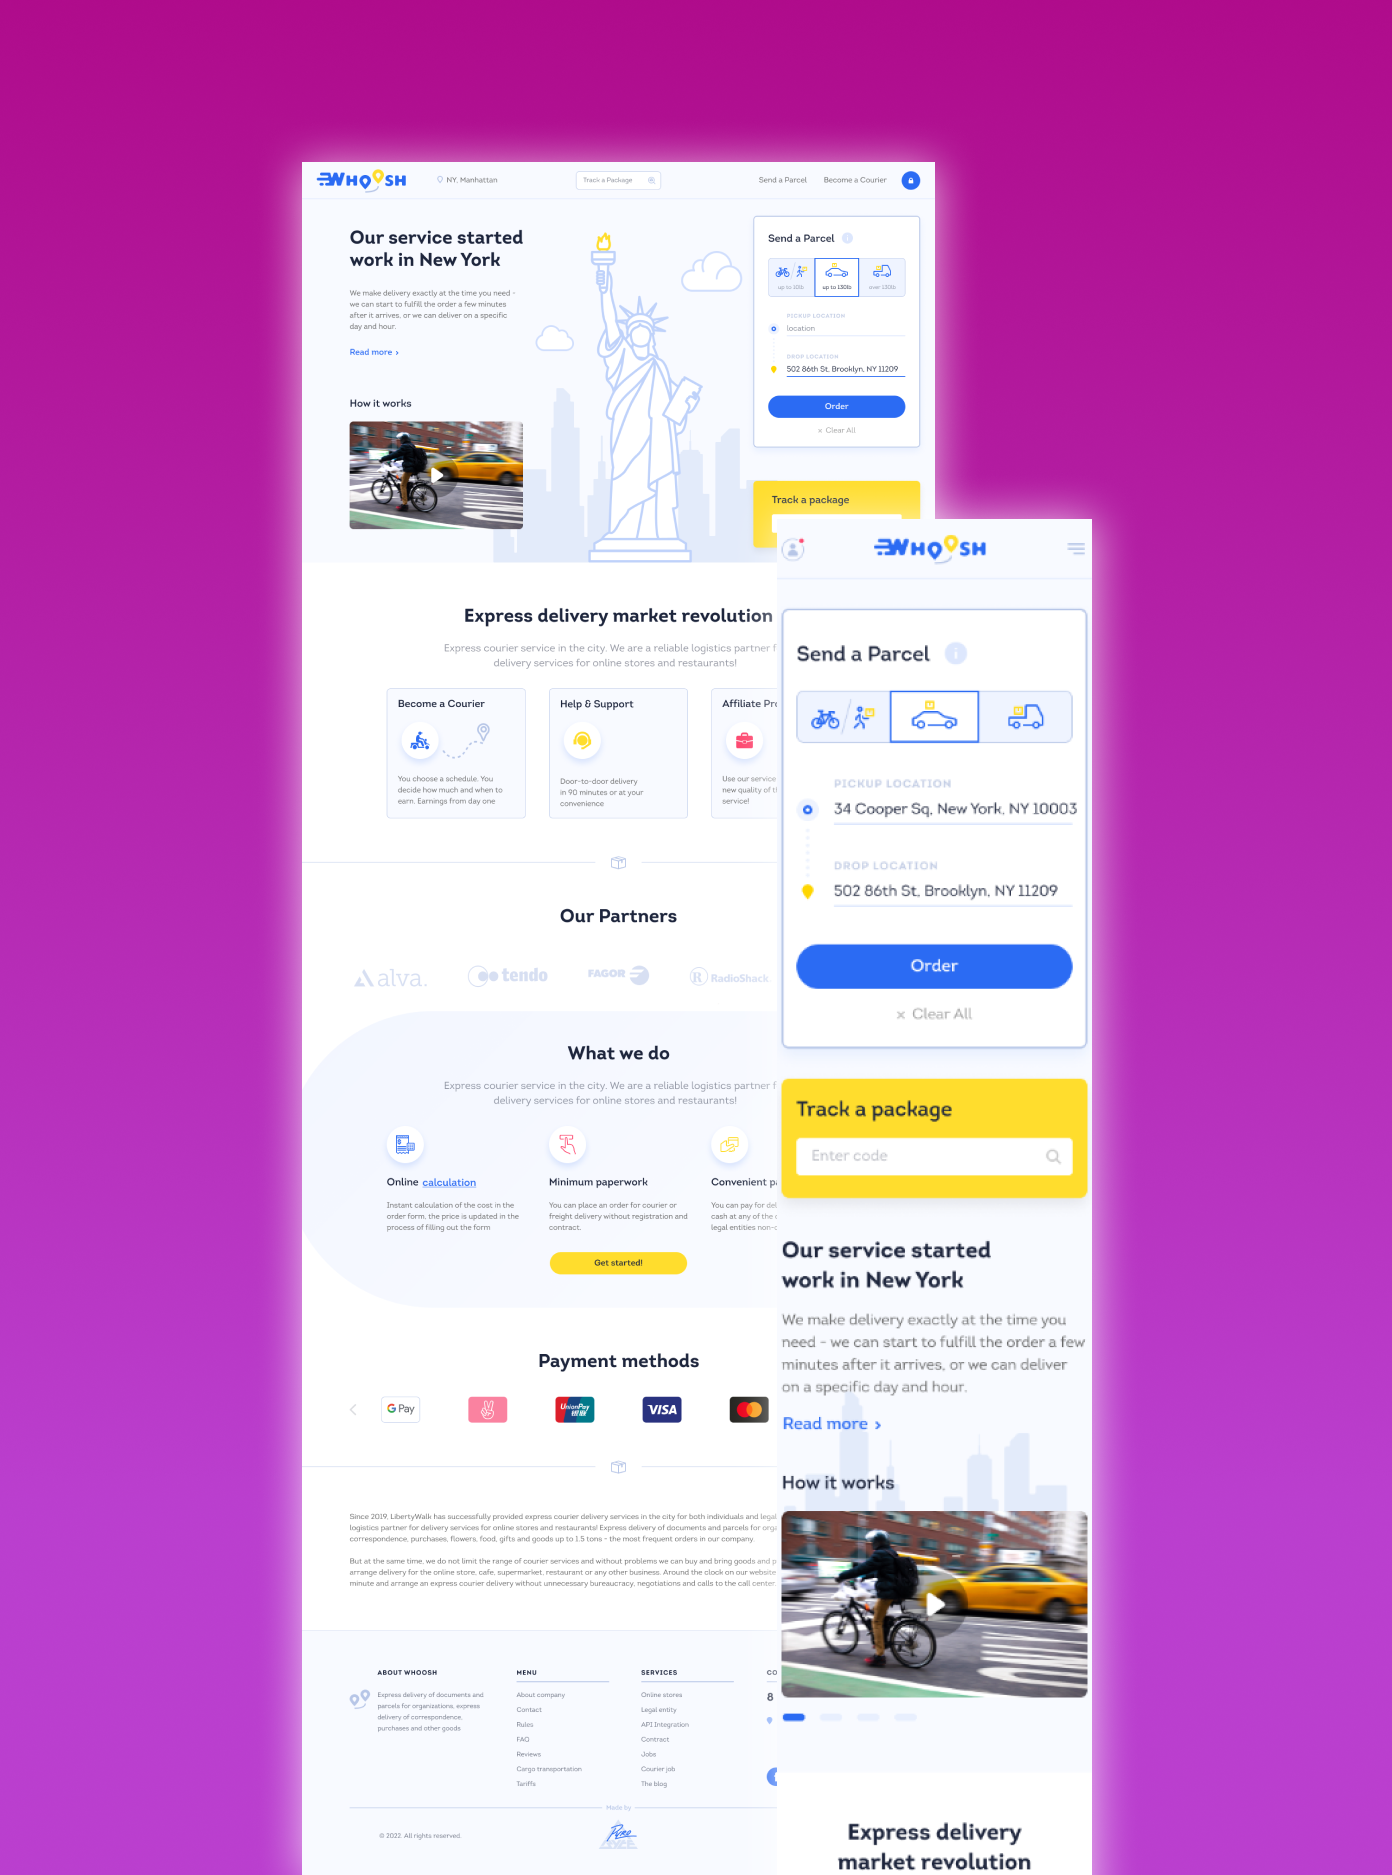 WHOOSH
NY, Manhattan
Track a Package
Send a Parcel
Become a Courier
Our service started
work in New York
We make delivery exactly at the time you need -
we can start to fulfill the order a few minutes
after it arrives, or we can deliver on a specific
day and hour.
Read more ›
How it works
Send a Parcel
up to 10lb
up to 130lb
over 130lb
PICKUP LOCATION
location
DROP LOCATION
502 86th St, Brooklyn, NY 11209
Order
× Clear All
Track a package
Express delivery market revolution
Express courier service in the city. We are a reliable logistics partner f
delivery services for online stores and restaurants!
Become a Courier
You choose a schedule. You
decide how much and when to
earn. Earnings from day one
Help & Support
Door-to-door delivery
in 90 minutes or at your
convenience
Affiliate Pro
Use our service
new quality of t
service!
Our Partners
alva.
tendo
FAGOR
R RadioShack
What we do
Express courier service in the city. We are a reliable logistics partner f
delivery services for online stores and restaurants!
Online calculation
Instant calculation of the cost in the
order form, the price is updated in the
process of filling out the form
Minimum paperwork
You can place an order for courier or
freight delivery without registration and
contract.
Convenient pa
You can pay for del
cash at any of the
legal entities non-c
Get started!
Payment methods
G Pay
UnionPay
银联
VISA
Since 2019, LibertyWalk has successfully provided express courier delivery services in the city for both individuals and legal
logistics partner for delivery services for online stores and restaurants! Express delivery of documents and parcels for orga
correspondence, purchases, flowers, food, gifts and goods up to 1.5 tons - the most frequent orders in our company.
But at the same time, we do not limit the range of courier services and without problems we can buy and bring goods and p
arrange delivery for the online store, cafe, supermarket, restaurant or any other business. Around the clock on our website
minute and arrange an express courier delivery without unnecessary bureaucracy, negotiations and calls to the call center.
ABOUT WHOOSH
Express delivery of documents and
parcels for organizations, express
delivery of correspondence,
purchases and other goods
MENU
About company
Contact
Rules
FAQ
Reviews
Cargo transportation
Tariffs
SERVICES
Online stores
Legal entity
API Integration
Contract
Jobs
Courier job
The blog
CO
8
Made by
© 2022. All rights reserved.
WHOOSH
Send a Parcel
PICKUP LOCATION
34 Cooper Sq, New York, NY 10003
DROP LOCATION
502 86th St, Brooklyn, NY 11209
Order
× Clear All
Track a package
Enter code
Our service started
work in New York
We make delivery exactly at the time you
need - we can start to fulfill the order a few
minutes after it arrives, or we can deliver
on a specific day and hour.
Read more ›
How it works
Express delivery
market revolution